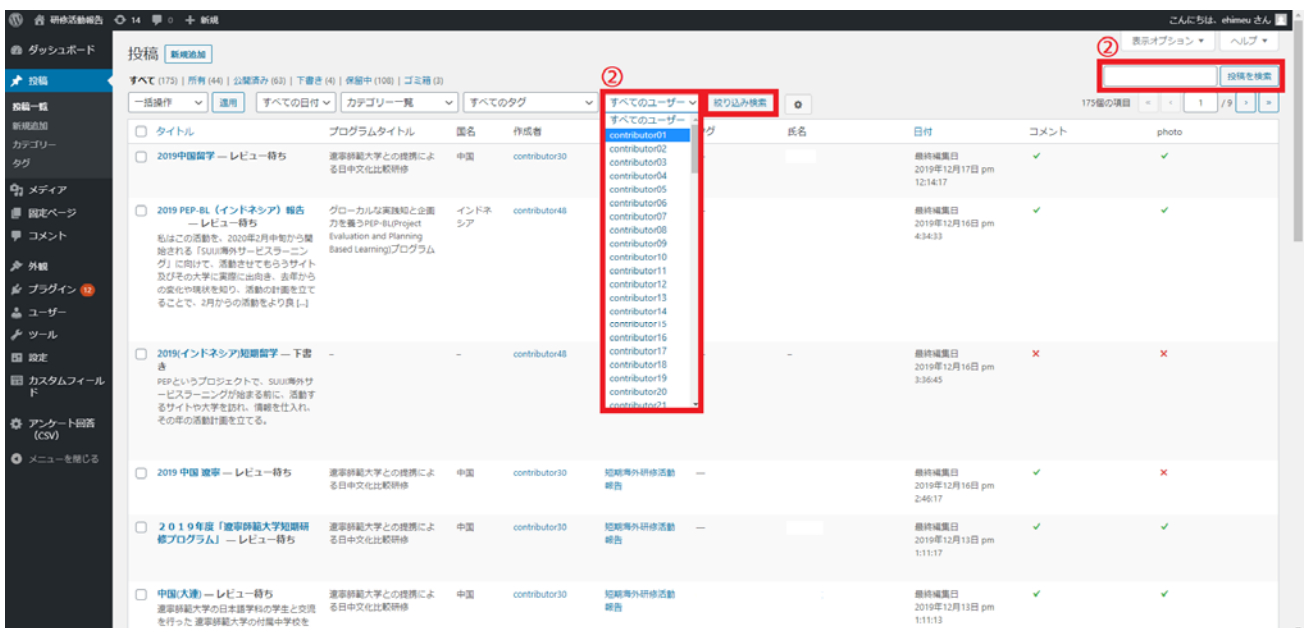 研修活動報告 14 0 新規 こんにちは、ehimeu さん
ダッシュボード
投稿
投稿一覧
新規追加
カテゴリー
タグ
メディア
固定ページ
コメント
外観
プラグイン 12
ユーザー
ツール
設定
カスタムフィール
ド
アンケート回答
(CSV)
メニューを閉じる
表示オプション ヘルプ
投稿 新規追加
②
すべて (175) | 所有 (44) | 公開済み (63) | 下書き (4) | 保留中 (108) | ゴミ箱 (3)
②
投稿を検索
一括操作 適用 すべての日付 カテゴリー一覧 すべてのタグ すべてのユーザー 絞り込み検索
175個の項目 « ‹ 1 / 9 › »
すべてのユーザー
contributor01
contributor02
contributor03
contributor04
contributor05
contributor06
contributor07
contributor08
contributor09
contributor10
contributor11
contributor12
contributor13
contributor14
contributor15
contributor16
contributor17
contributor18
contributor19
contributor20
contributor21
タイトル プログラムタイトル 国名 作成者 グ 氏名 日付 コメント photo
2019中国留学 — レビュー待ち 遼寧師範大学との提携によ 中国 contributor30 最終編集日 ✓ ✓
る日中文化比較研修 2019年12月17日 pm
12:14:17
2019 PEP-BL（インドネシア）報告 グローカルな実践知と企画 インドネ contributor48 最終編集日 ✓ ✓
— レビュー待ち 力を養うPEP-BL(Project シア 2019年12月16日 pm
私はこの活動を、2020年2月中旬から開 Evaluation and Planning 4:34:33
始される「SUIJI海外サービスラーニン Based Learning)プログラム
グ」に向けて、活動させてもらうサイト
及びその大学に実際に出向き、去年から
の変化や現状を知り、活動の計画を立て
ることで、2月からの活動をより良 [...]
2019(インドネシア)短期留学 — 下書 – – contributor48 – 最終編集日 ✕ ✕
き 2019年12月16日 pm
PEPというプロジェクトで、SUIJI海外サ 3:36:45
ービスラーニングが始まる前に、活動す
るサイトや大学を訪れ、情報を仕入れ、
その年の活動計画を立てる。
2019 中国 遼寧 — レビュー待ち 遼寧師範大学との提携によ 中国 contributor30 短期海外研修活動 — 最終編集日 ✓ ✕
る日中文化比較研修 報告 2019年12月16日 pm
2:46:17
２０１９年度「遼寧師範大学短期研 遼寧師範大学との提携によ 中国 contributor30 短期海外研修活動 — 最終編集日 ✓ ✓
修プログラム」 — レビュー待ち る日中文化比較研修 報告 2019年12月13日 pm
1:11:17
中国(大連) — レビュー待ち 遼寧師範大学との提携によ 中国 contributor30 短期海外研修活動 最終編集日 ✓ ✓
遼寧師範大学の日本語学科の学生と交流 る日中文化比較研修 報告 2019年12月13日 pm
を行った 遼寧師範大学の付属中学校を 1:11:13